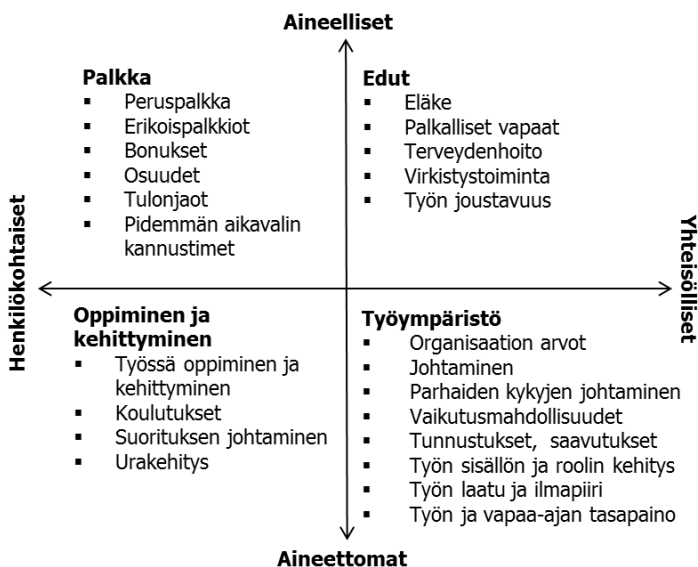 Aineelliset
Palkka
▪ Peruspalkka
▪ Erikoispalkkiot
▪ Bonukset
▪ Osuudet
▪ Tulonjaot
▪ Pidemmän aikavalin
kannustimet
Edut
▪ Eläke
▪ Palkalliset vapaat
▪ Terveydenhoito
▪ Virkistystoiminta
▪ Työn joustavuus
Henkilökohtaiset
Yhteisölliset
Oppiminen ja
kehittyminen
▪ Työssä oppiminen ja
kehittyminen
▪ Koulutukset
▪ Suorituksen johtaminen
▪ Urakehitys
Työympäristö
▪ Organisaation arvot
▪ Johtaminen
▪ Parhaiden kykyjen johtaminen
▪ Vaikutusmahdollisuudet
▪ Tunnustukset, saavutukset
▪ Työn sisällön ja roolin kehitys
▪ Työn laatu ja ilmapiiri
▪ Työn ja vapaa-ajan tasapaino
Aineettomat